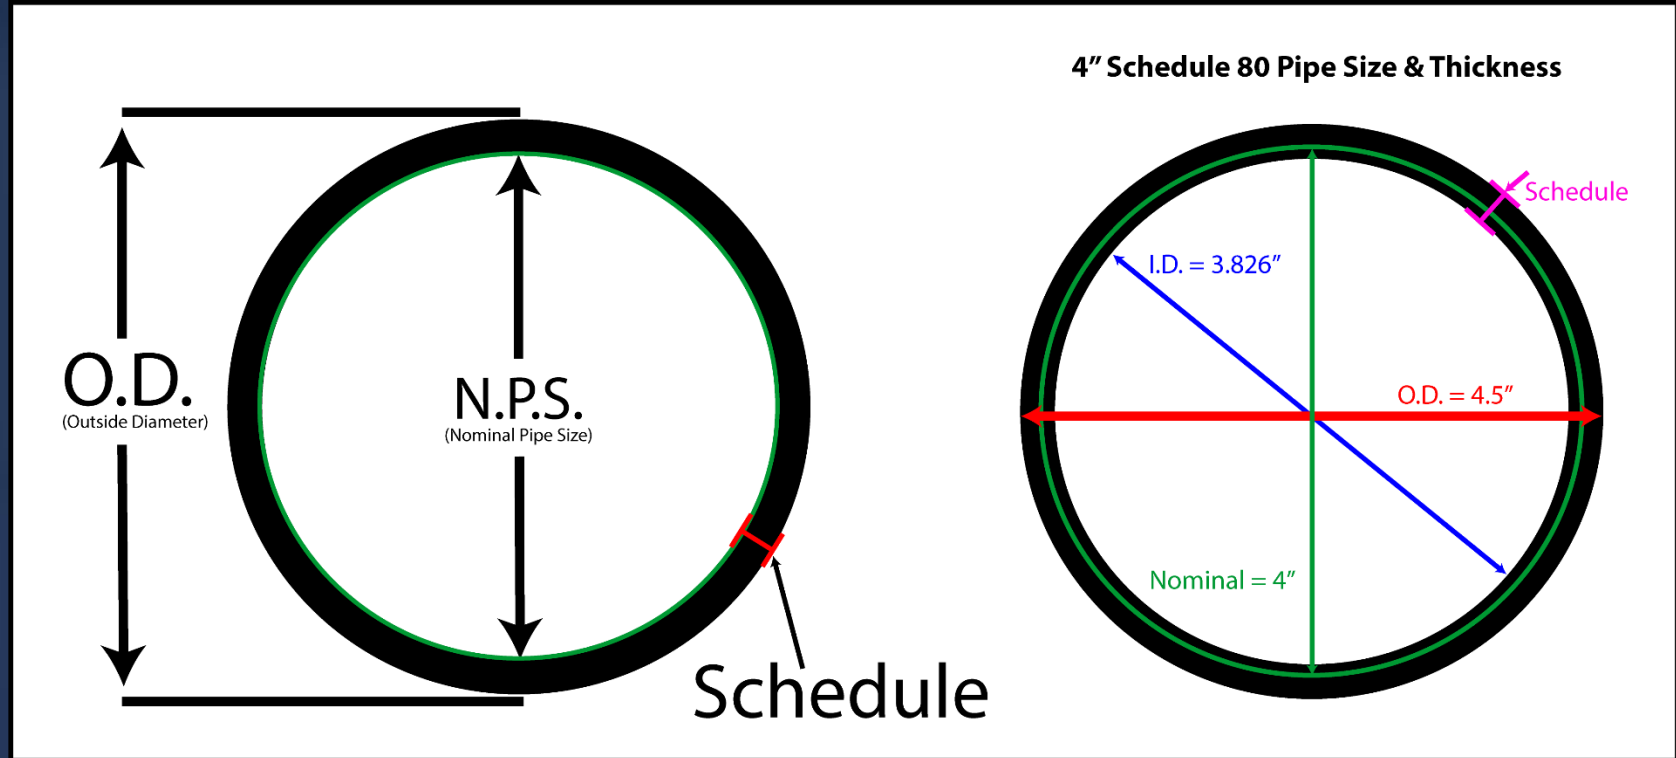 4” Schedule 80 Pipe Size & Thickness
O.D.
(Outside Diameter)
N.P.S.
(Nominal Pipe Size)
Schedule
Schedule
I.D. = 3.826”
O.D. = 4.5”
Nominal = 4”